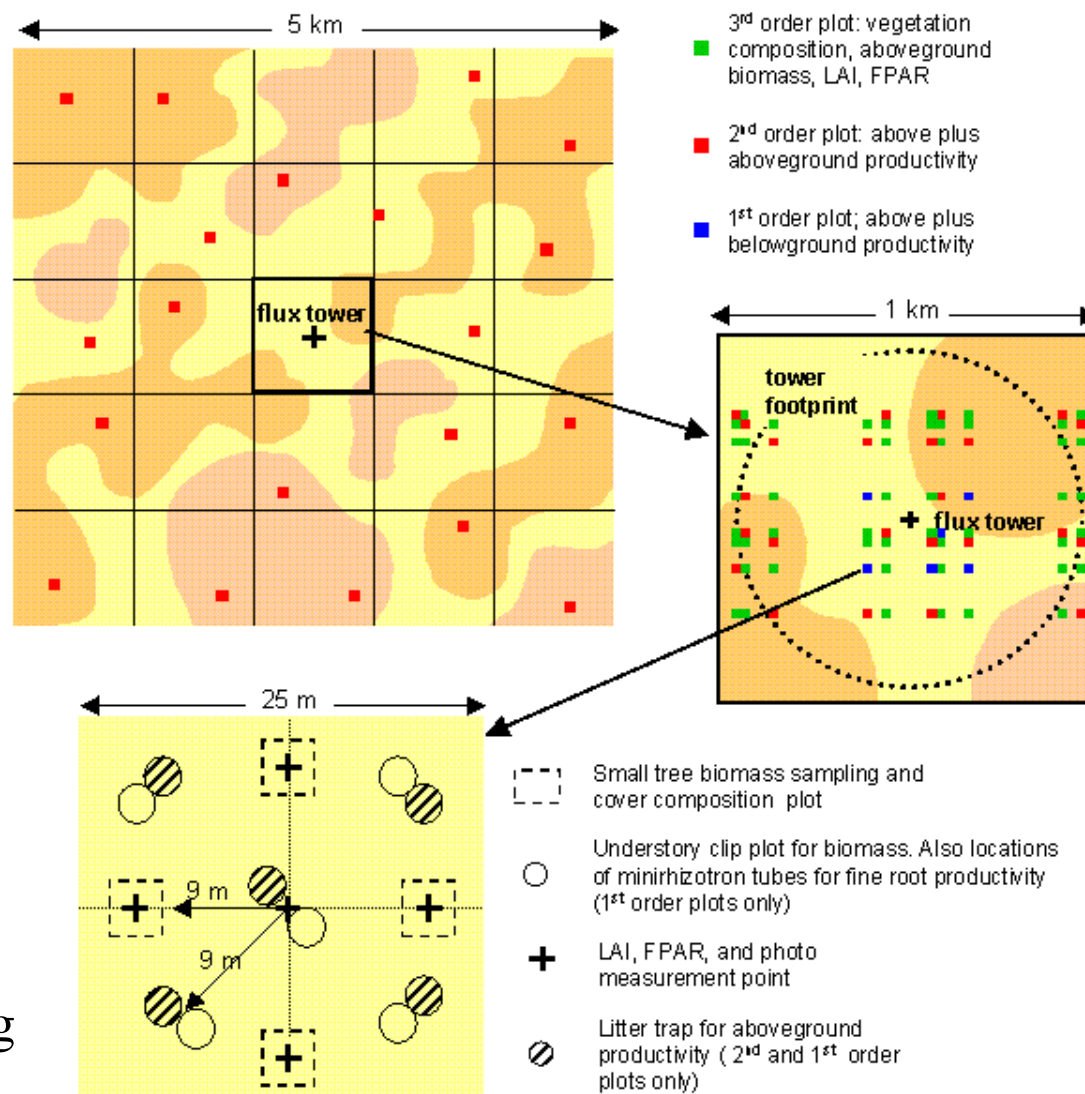 5 km
3rd order plot: vegetation
composition, aboveground
biomass, LAI, FPAR
2nd order plot: above plus
aboveground productivity
1st order plot; above plus
belowground productivity
flux tower
1 km
tower
footprint
flux tower
25 m
9 m
9 m
Small tree biomass sampling and
cover composition plot
Understory clip plot for biomass. Also locations
of minirhizotron tubes for fine root productivity
(1st order plots only)
LAI, FPAR, and photo
measurement point
Litter trap for aboveground
productivity ( 2nd and 1st order
plots only)
g